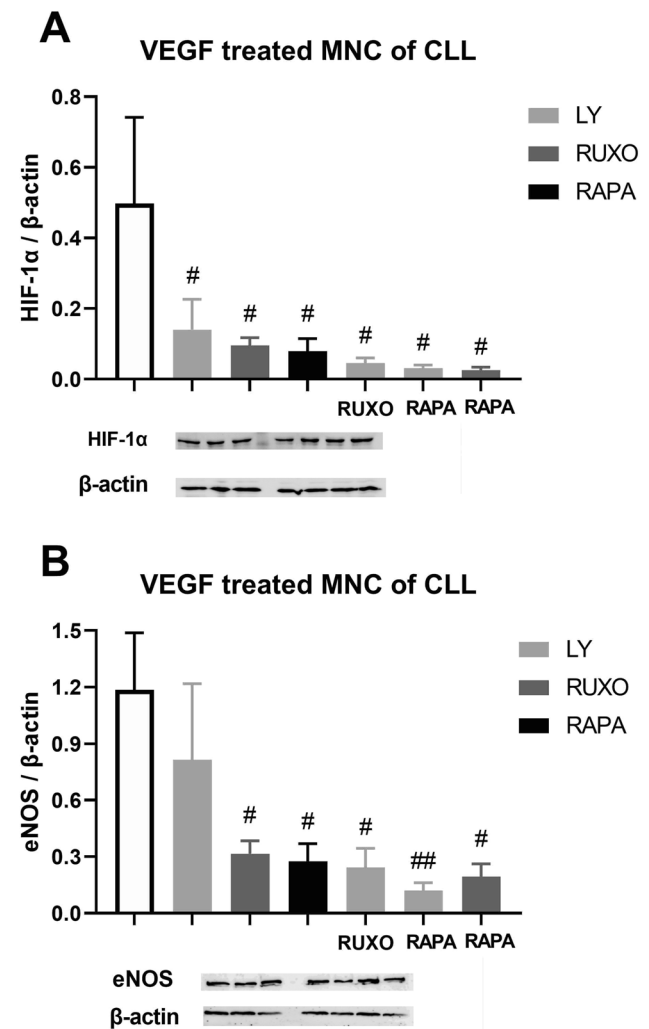 A
VEGF treated MNC of CLL
HIF-1α / β-actin
0.8
0.6
0.4
0.2
0.0
LY
RUXO
RAPA
# # # # # #
RUXO RAPA RAPA
HIF-1α
β-actin
B
VEGF treated MNC of CLL
eNOS / β-actin
1.5
1.2
0.9
0.6
0.3
0.0
LY
RUXO
RAPA
# # # ## #
RUXO RAPA RAPA
eNOS
β-actin